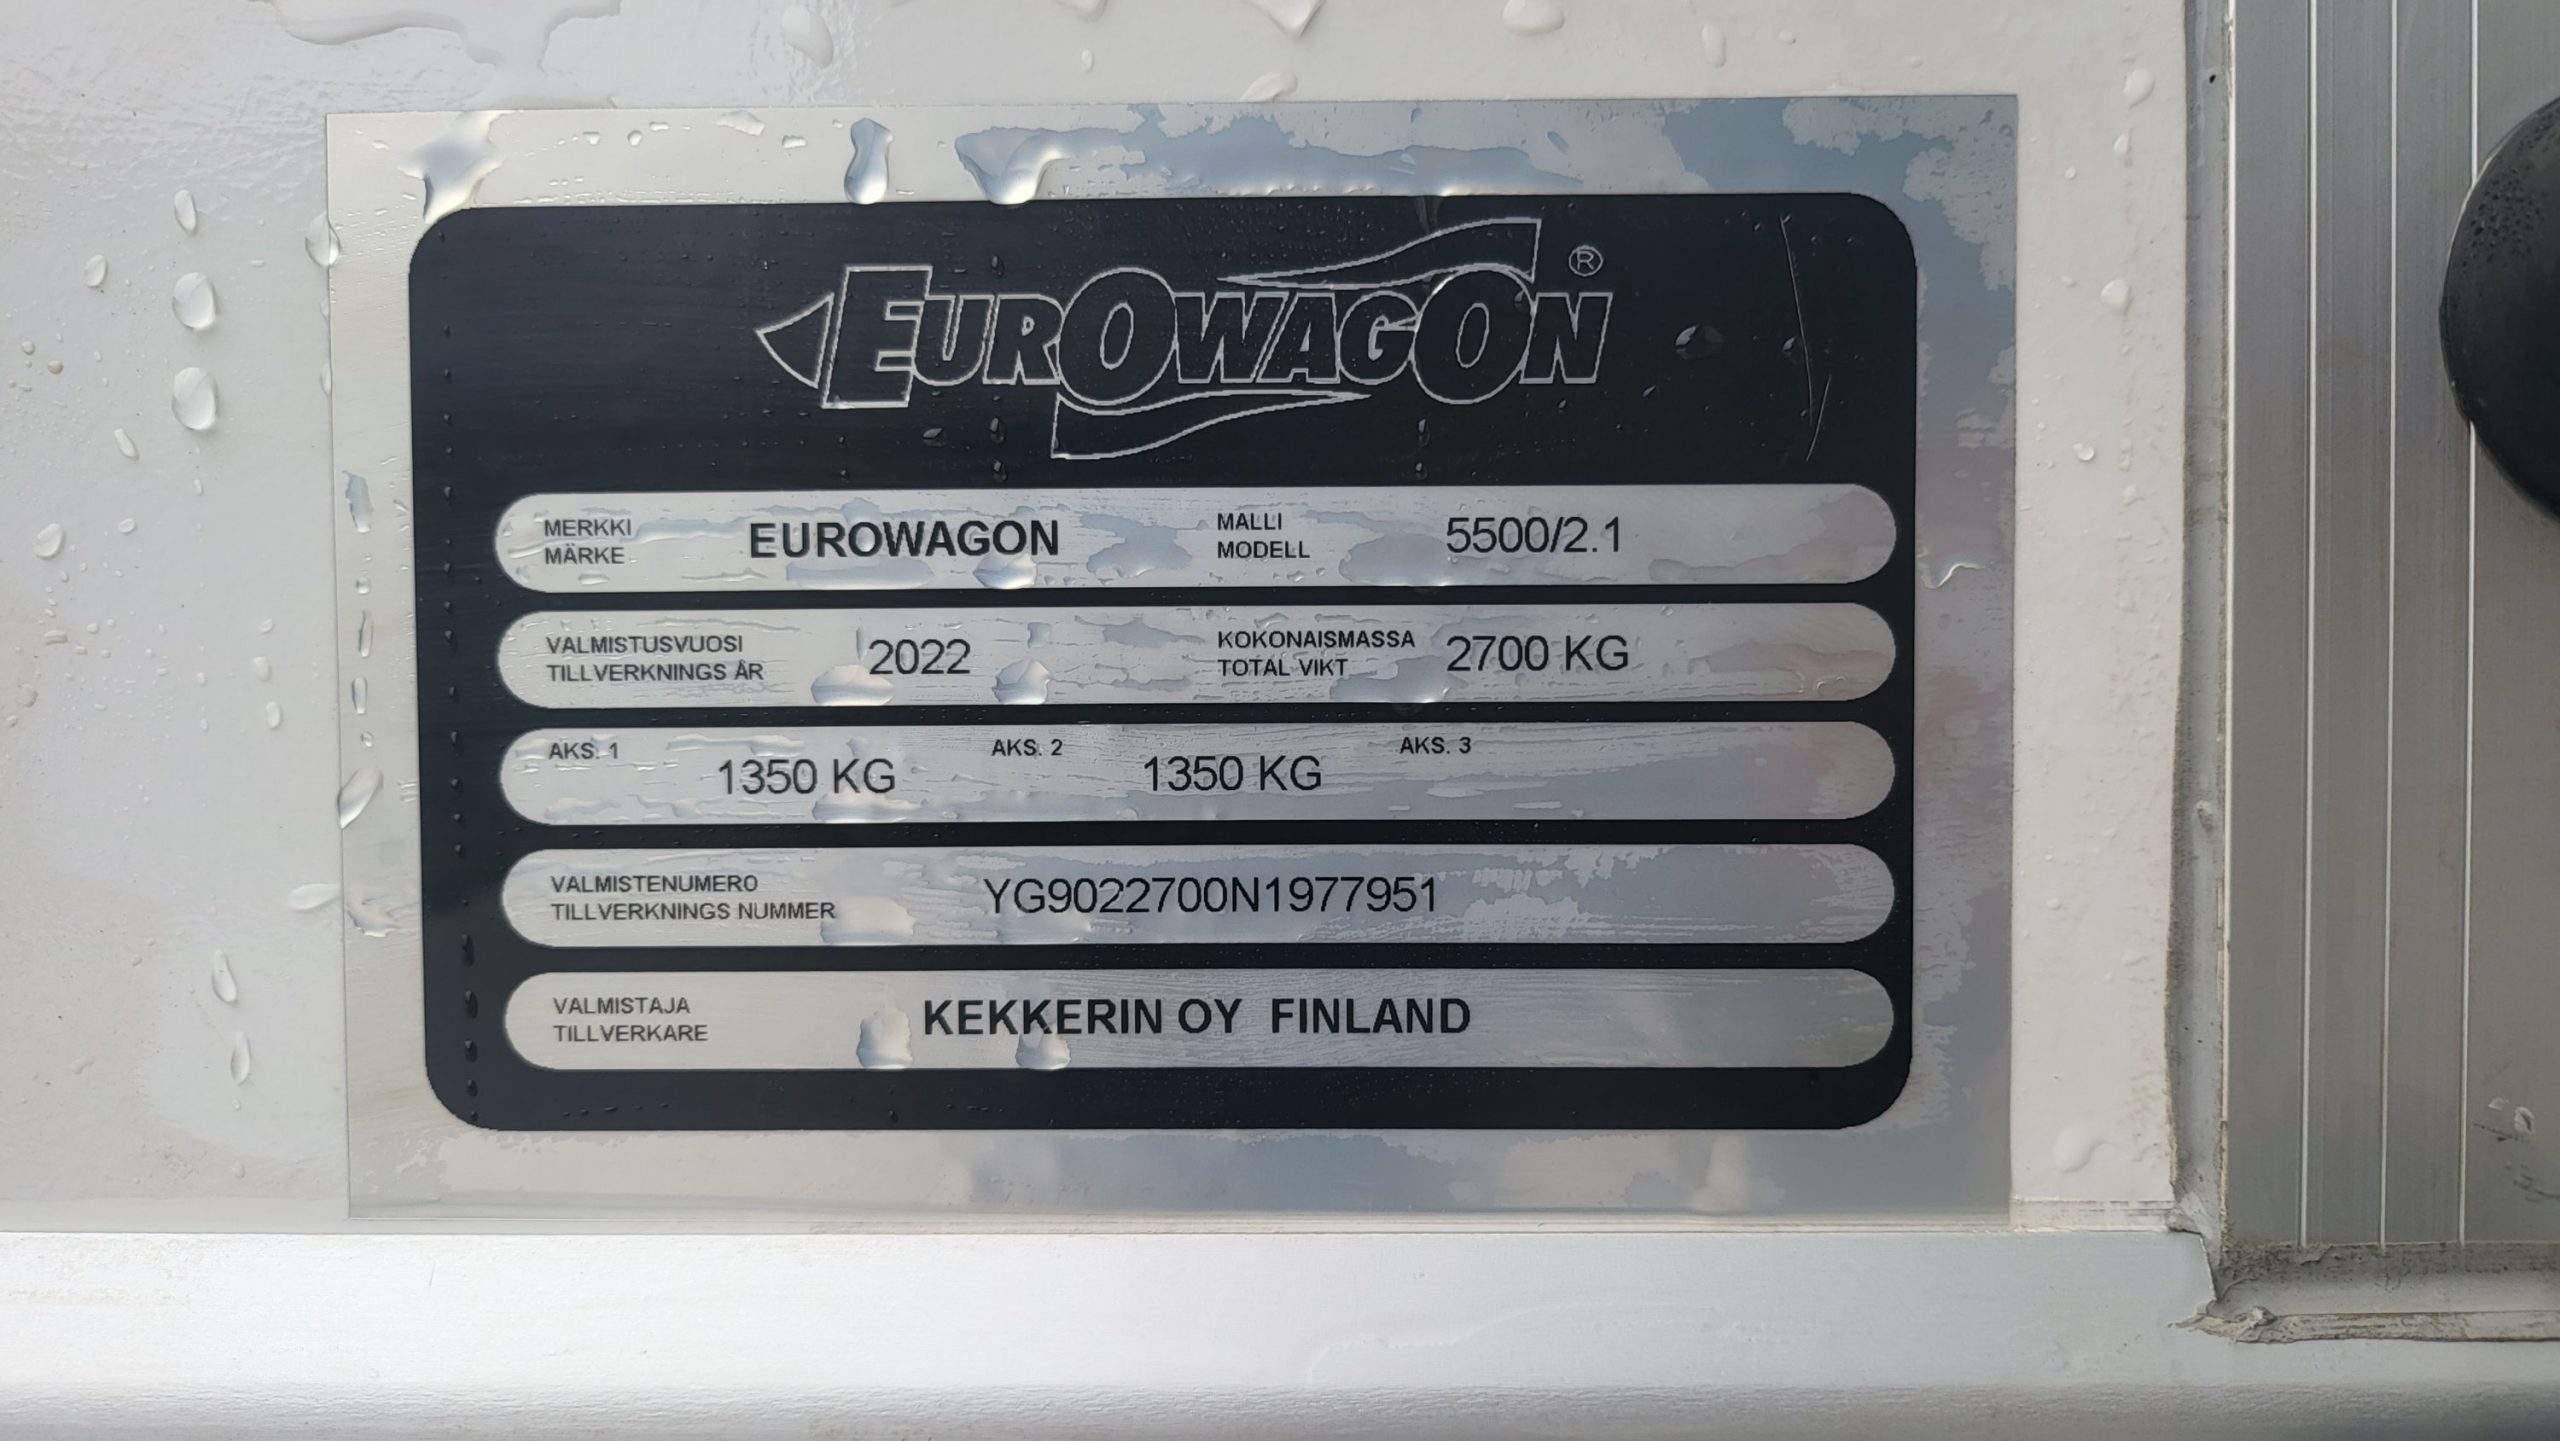 EUROWAGON ®
MERKKI
MÄRKE
EUROWAGON
MALLI
MODELL
5500/2.1
VALMISTUSVUOSI
TILLVERKNINGS ÅR
2022
KOKONAISMASSA
TOTAL VIKT
2700 KG
AKS. 1
1350 KG
AKS. 2
1350 KG
AKS. 3
VALMISTENUMERO
TILLVERKNINGS NUMMER
YG9022700N1977951
VALMISTAJA
TILLVERKARE
KEKKERIN OY FINLAND